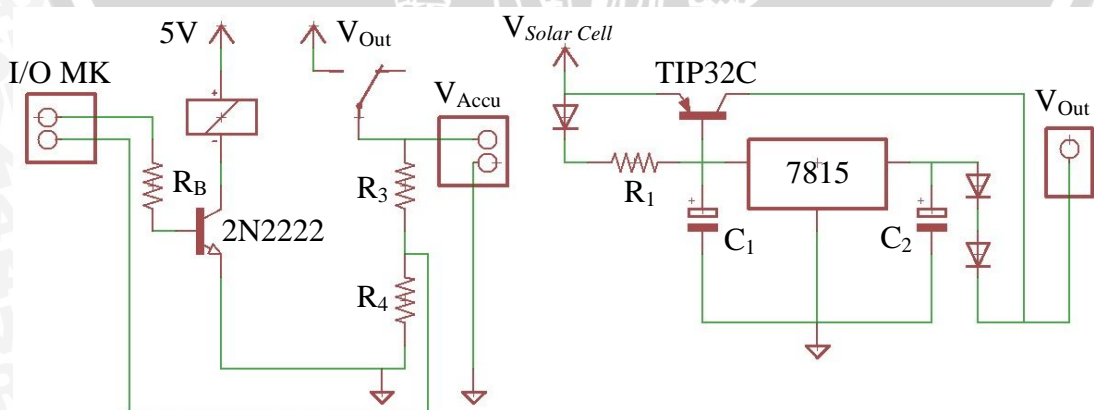 5V
V_Out
I/O MK
V_Accu
R_B
R_3
2N2222
R_4
V_Solar Cell
TIP32C
V_Out
7815
R_1
C_1
C_2
+
-
+
+